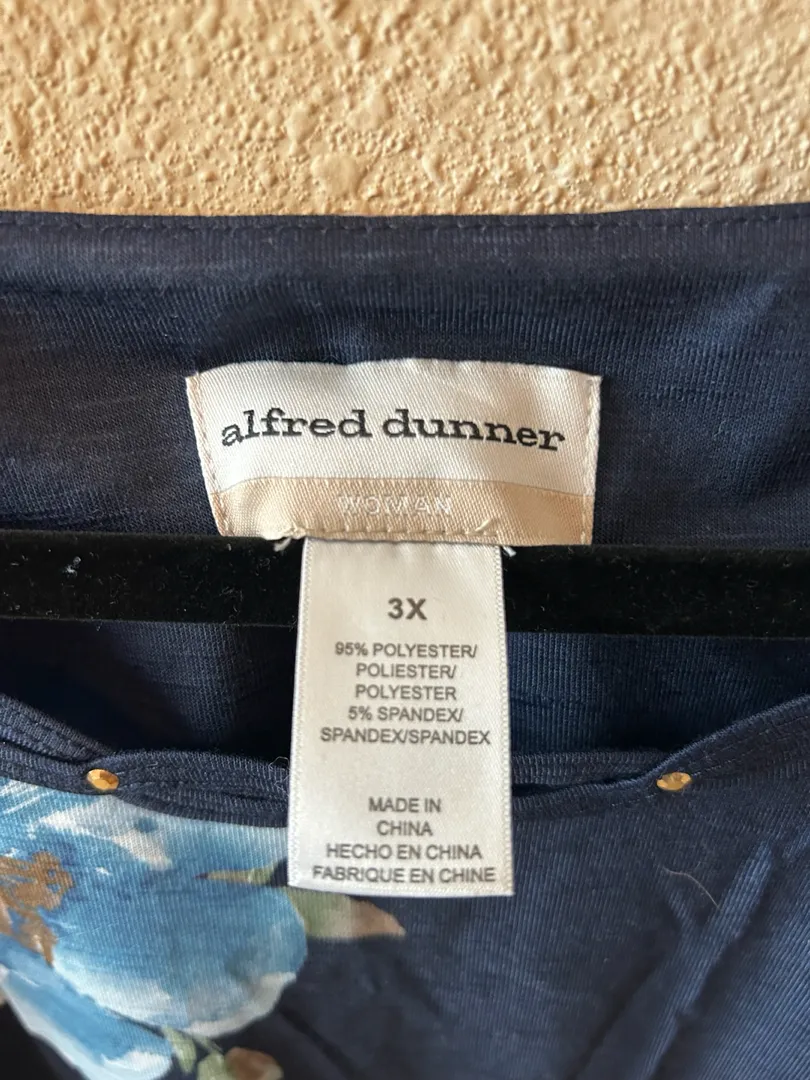 alfred dunner
WOMAN
3X
95% POLYESTER/
POLIESTER/
POLYESTER
5% SPANDEX/
SPANDEX/SPANDEX
MADE IN
CHINA
HECHO EN CHINA
FABRIQUE EN CHINE